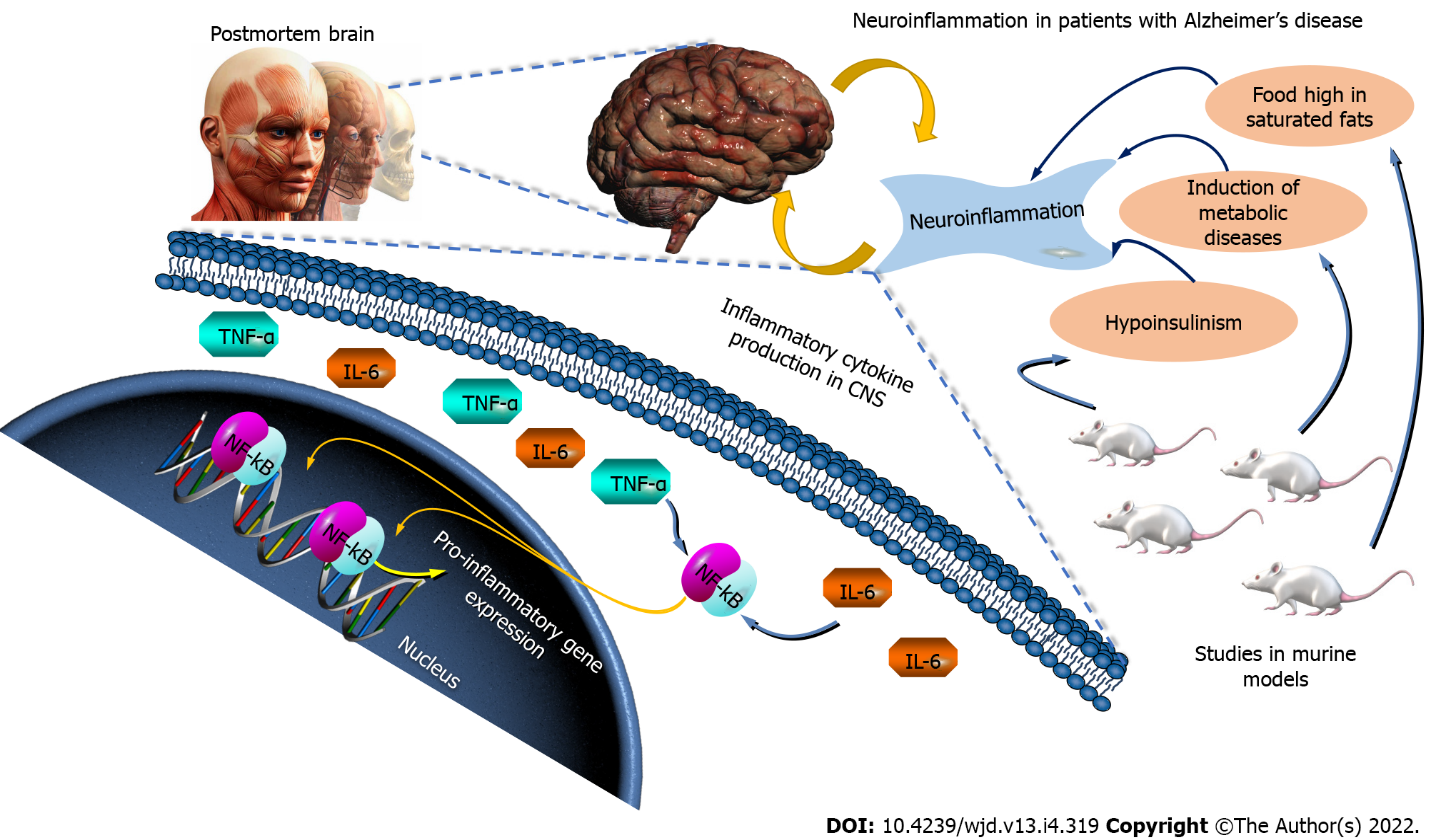 Neuroinflammation in patients with Alzheimer’s disease
Postmortem brain
Food high in
saturated fats
Induction of
metabolic
diseases
Neuroinflammation
Hypoinsulinism
Inflammatory cytokine
production in CNS
TNF-α
IL-6
TNF-α
IL-6
TNF-α
NF-kB
NF-kB
NF-kB
IL-6
IL-6
Pro-inflammatory gene
expression
Nucleus
Studies in murine
models
DOI: 10.4239/wjd.v13.i4.319 Copyright ©The Author(s) 2022.